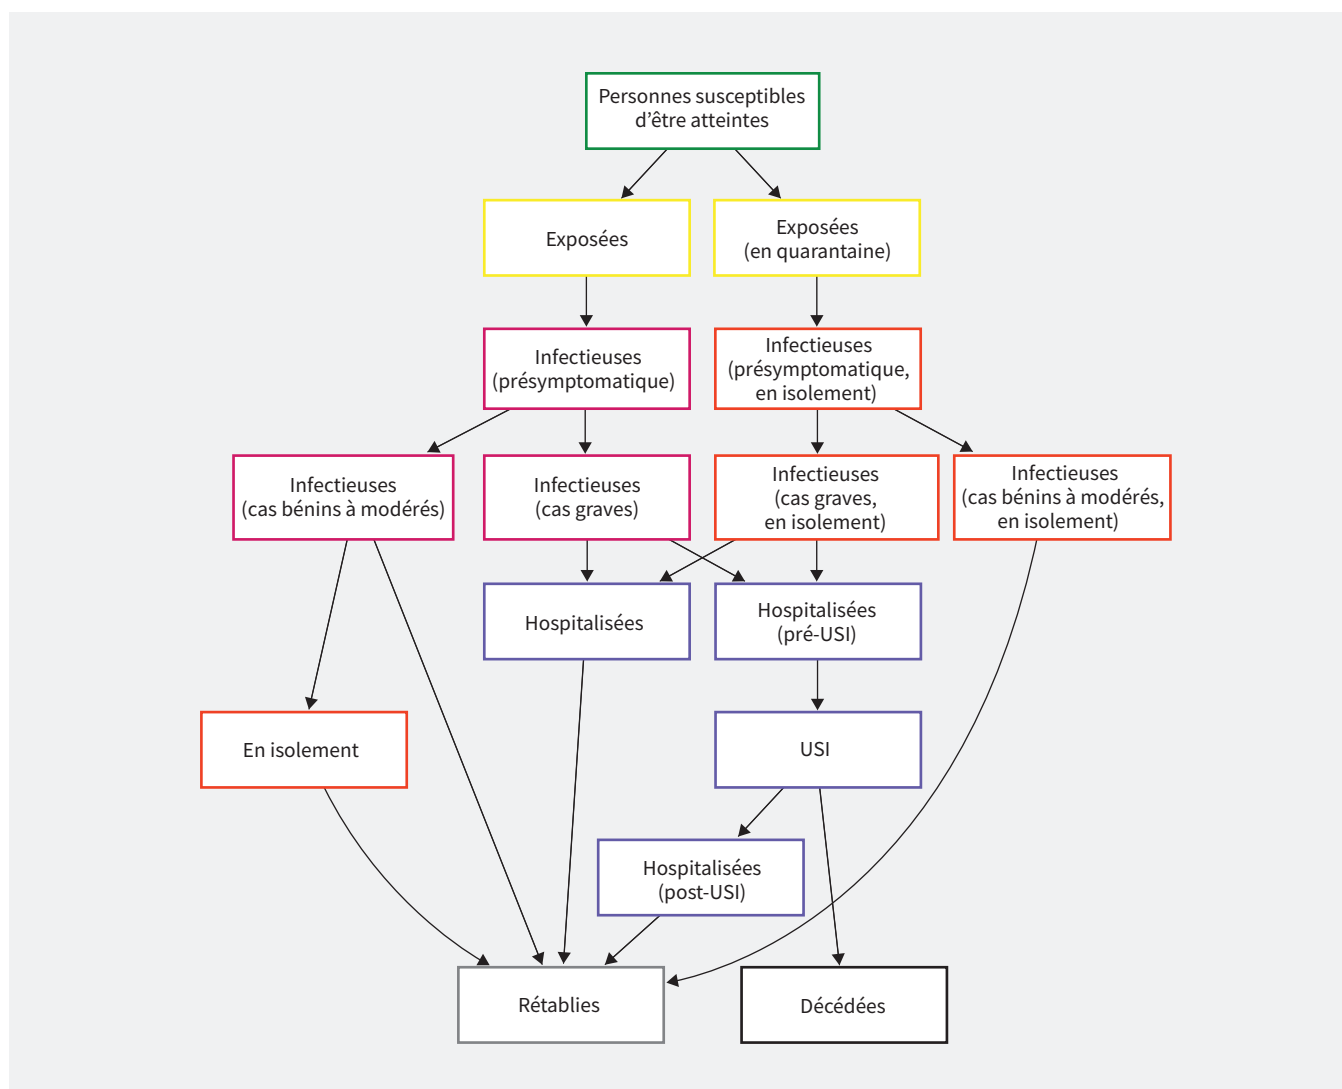 Personnes susceptibles
d’être atteintes
Exposées
Exposées
(en quarantaine)
Infectieuses
(présymptomatique)
Infectieuses
(présymptomatique,
en isolement)
Infectieuses
(cas bénins à modérés)
Infectieuses
(cas graves)
Infectieuses
(cas graves,
en isolement)
Infectieuses
(cas bénins à modérés,
en isolement)
Hospitalisées
Hospitalisées
(pré-USI)
En isolement
USI
Hospitalisées
(post-USI)
Rétablies
Décédées